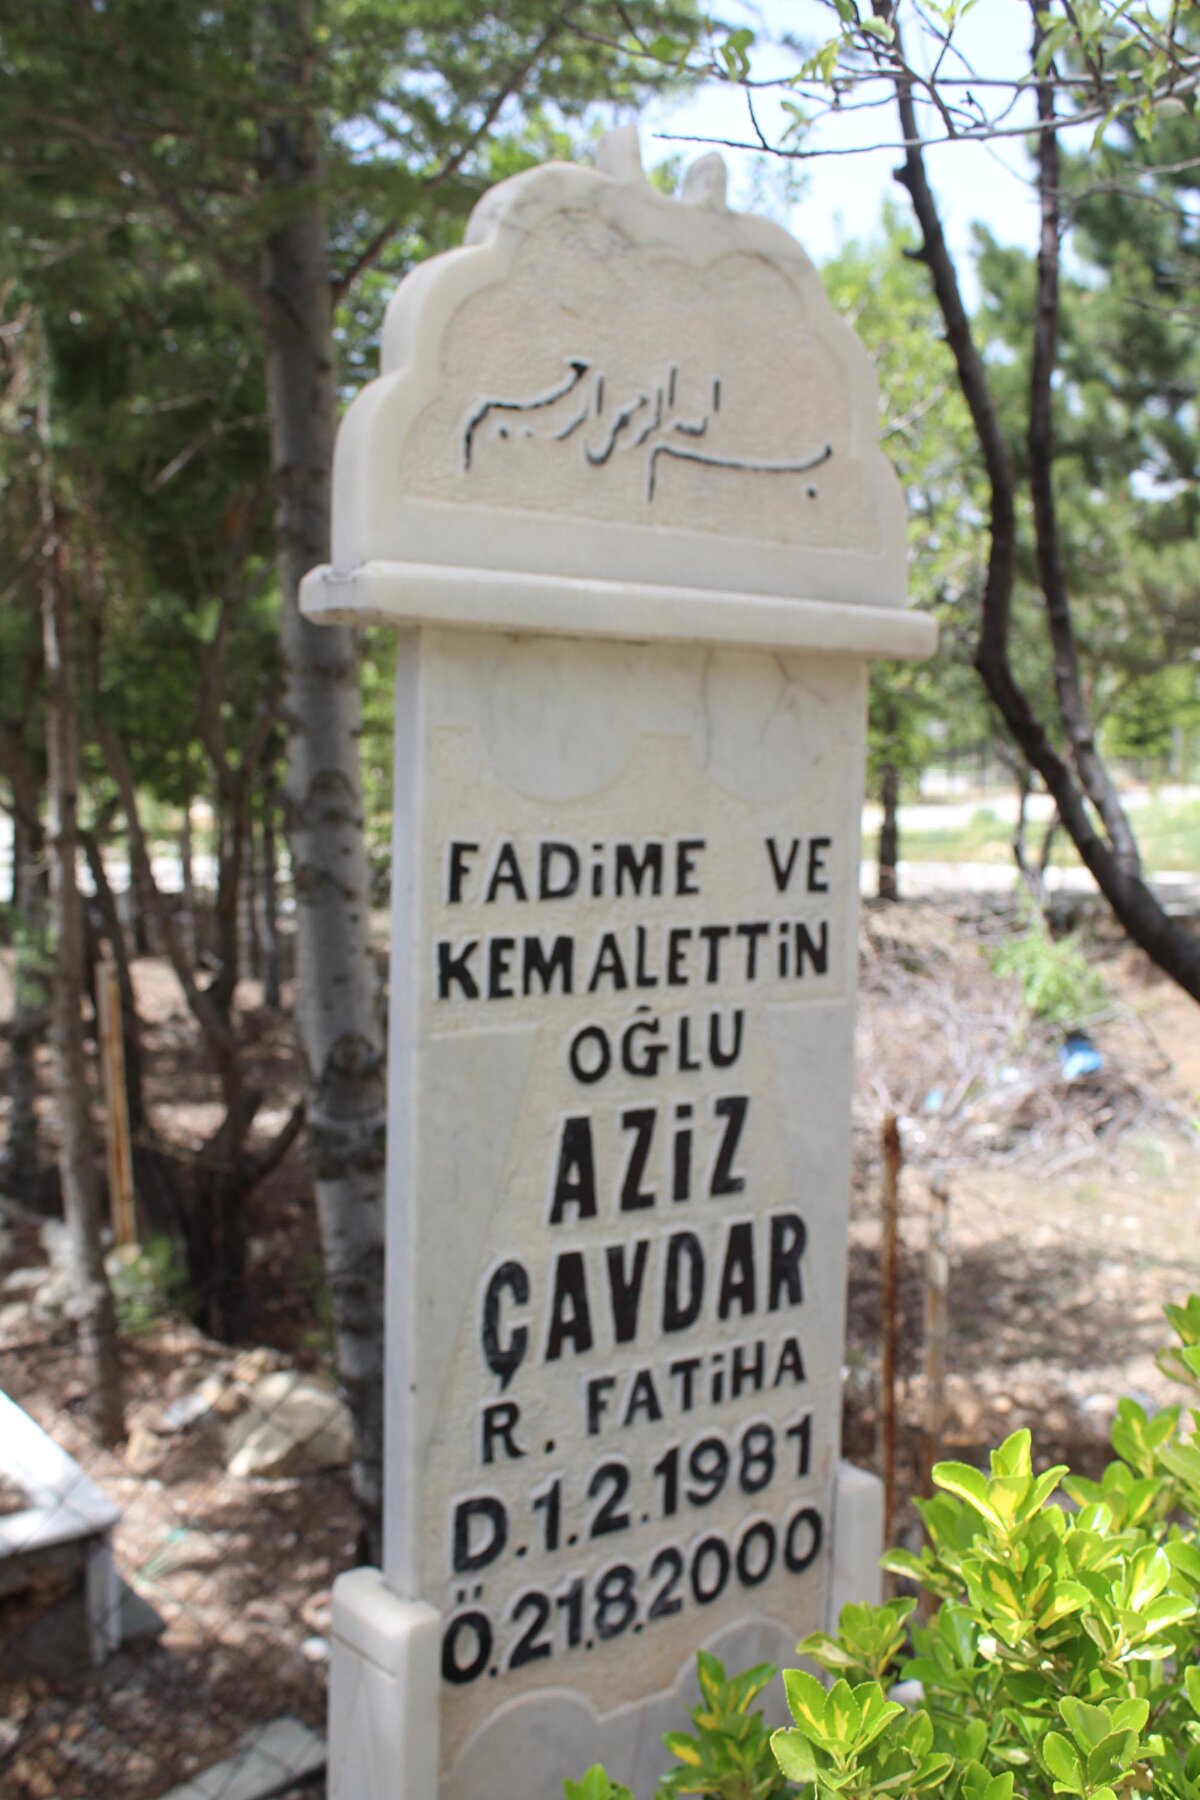 بسم الله الرحمن الرحيم
FADiME VE
KEMALETTiN
OĞLU
AZiZ
ÇAVDAR
R. FATiHA
D.1.2.1981
Ö.21.8.2000